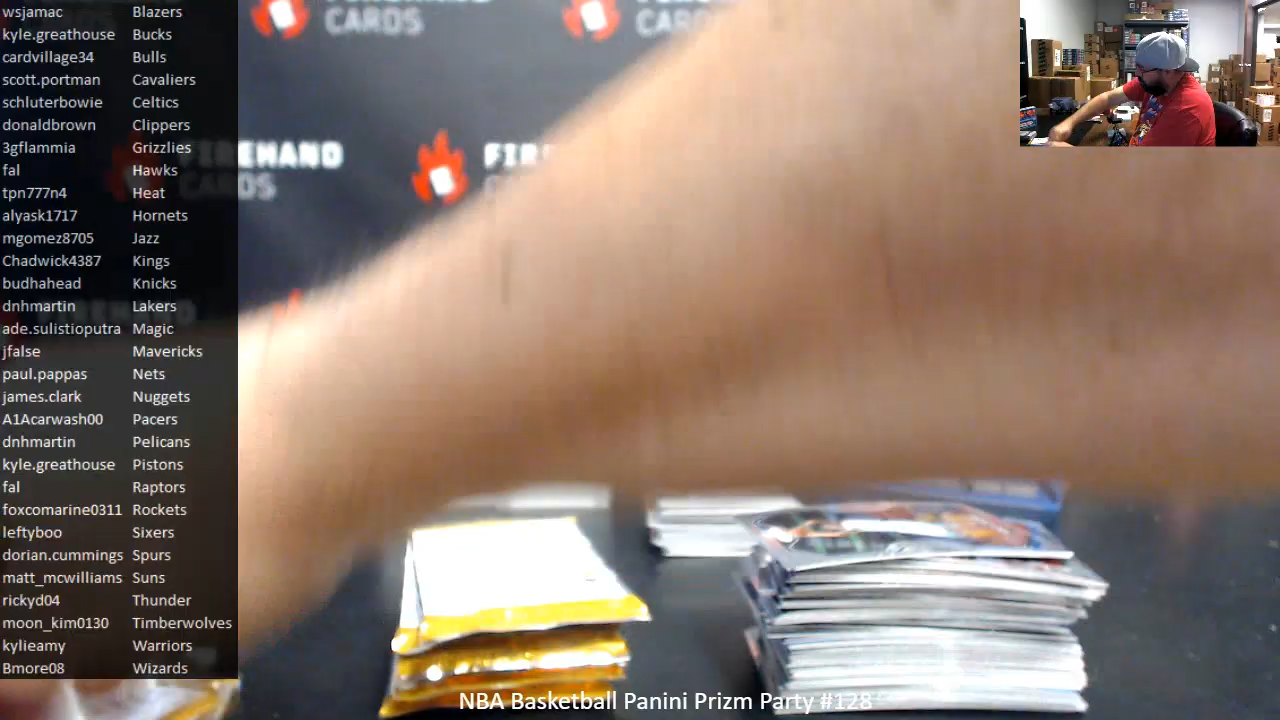 wsjamac Blazers
kyle.greathouse Bucks
cardvillage34 Bulls
scott.portman Cavaliers
schluterbowie Celtics
donaldbrown Clippers
3gflammia Grizzlies
fal Hawks
tpn777n4 Heat
alyask1717 Hornets
mgomez8705 Jazz
Chadwick4387 Kings
budhahead Knicks
dnhmartin Lakers
ade.sulistioputra Magic
jfalse Mavericks
paul.pappas Nets
james.clark Nuggets
A1Acarwash00 Pacers
dnhmartin Pelicans
kyle.greathouse Pistons
fal Raptors
foxcomarine0311 Rockets
leftyboo Sixers
dorian.cummings Spurs
matt_mcwilliams Suns
rickyd04 Thunder
moon_kim0130 Timberwolves
kylieamy Warriors
Bmore08 Wizards
CARDS
CARDS
FIREHAND
CARDS
NBA Basketball Panini Prizm Party #128